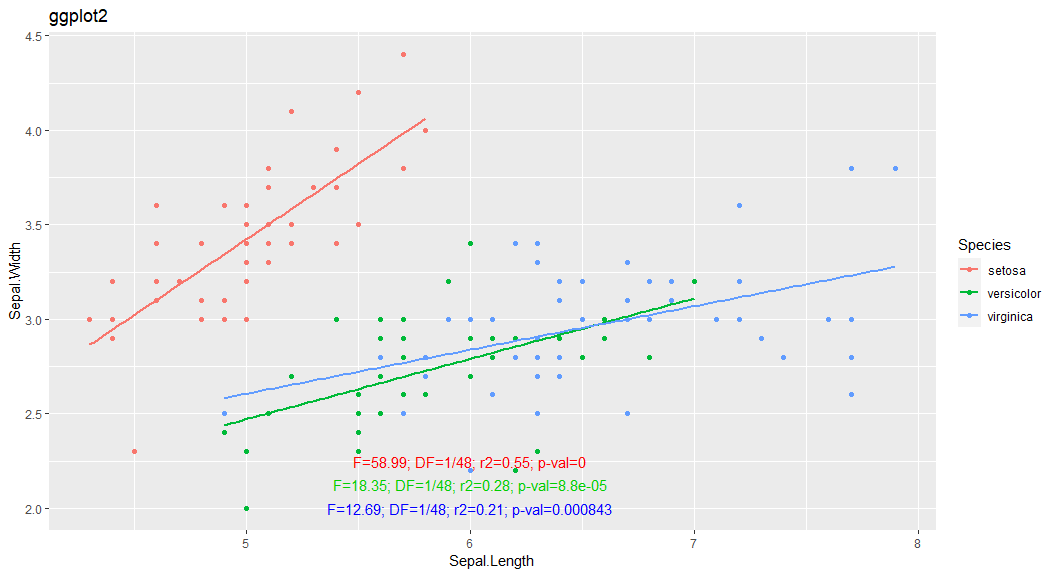 ggplot2
4.5
4.0
3.5
3.0
2.5
2.0
Sepal.Width
F=58.99; DF=1/48; r2=0.55; p-val=0
F=18.35; DF=1/48; r2=0.28; p-val=8.8e-05
F=12.69; DF=1/48; r2=0.21; p-val=0.000843
5
6
7
8
Sepal.Length
Species
setosa
versicolor
virginica